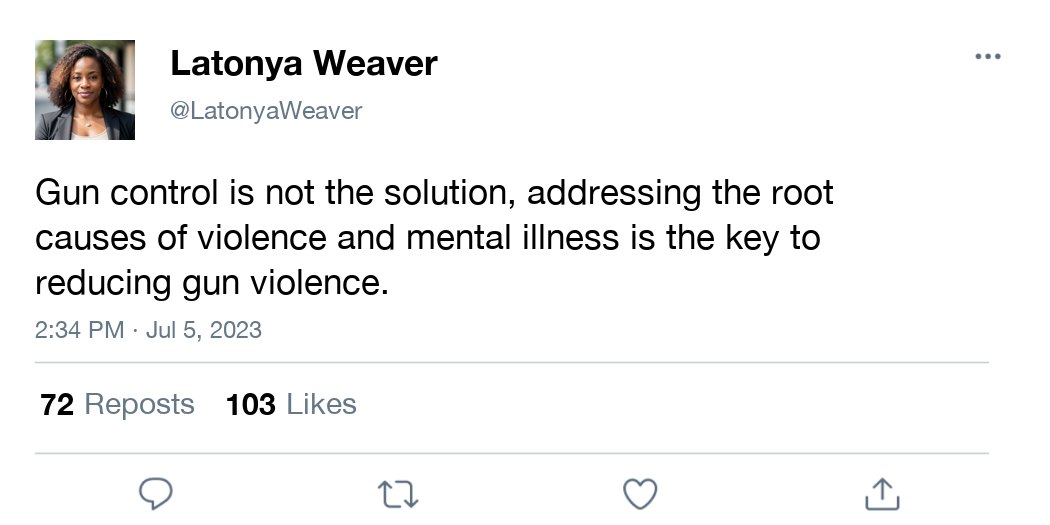 Latonya Weaver
@LatonyaWeaver
Gun control is not the solution, addressing the root
causes of violence and mental illness is the key to
reducing gun violence.
2:34 PM · Jul 5, 2023
72 Reposts 103 Likes